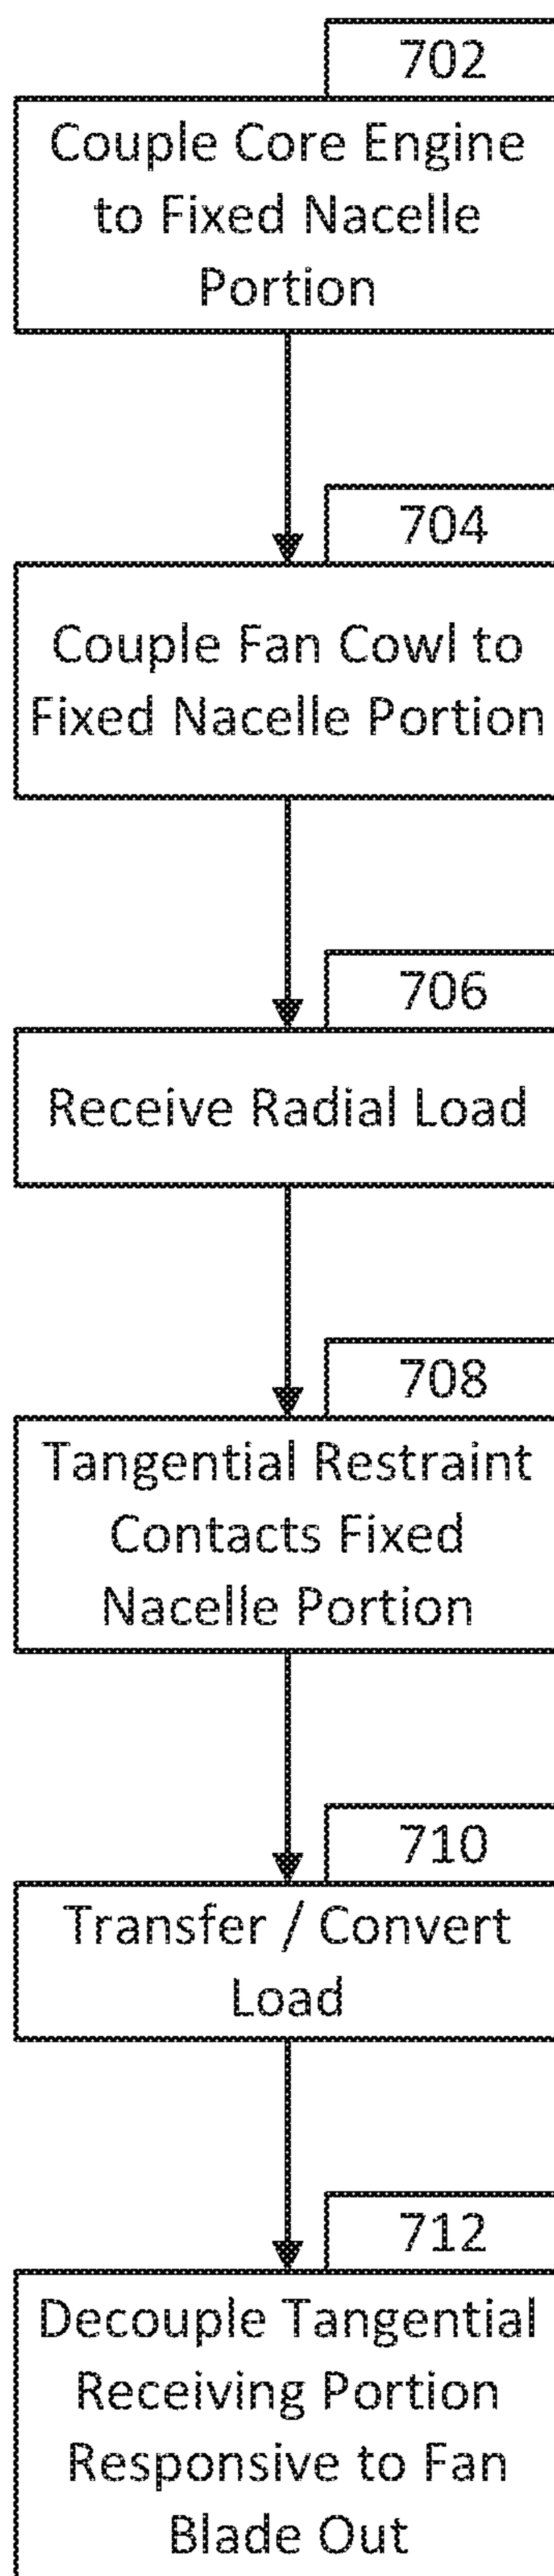 702
Couple Core Engine
to Fixed Nacelle
Portion
704
Couple Fan Cowl to
Fixed Nacelle Portion
706
Receive Radial Load
708
Tangential Restraint
Contacts Fixed
Nacelle Portion
710
Transfer / Convert
Load
712
Decouple Tangential
Receiving Portion
Responsive to Fan
Blade Out